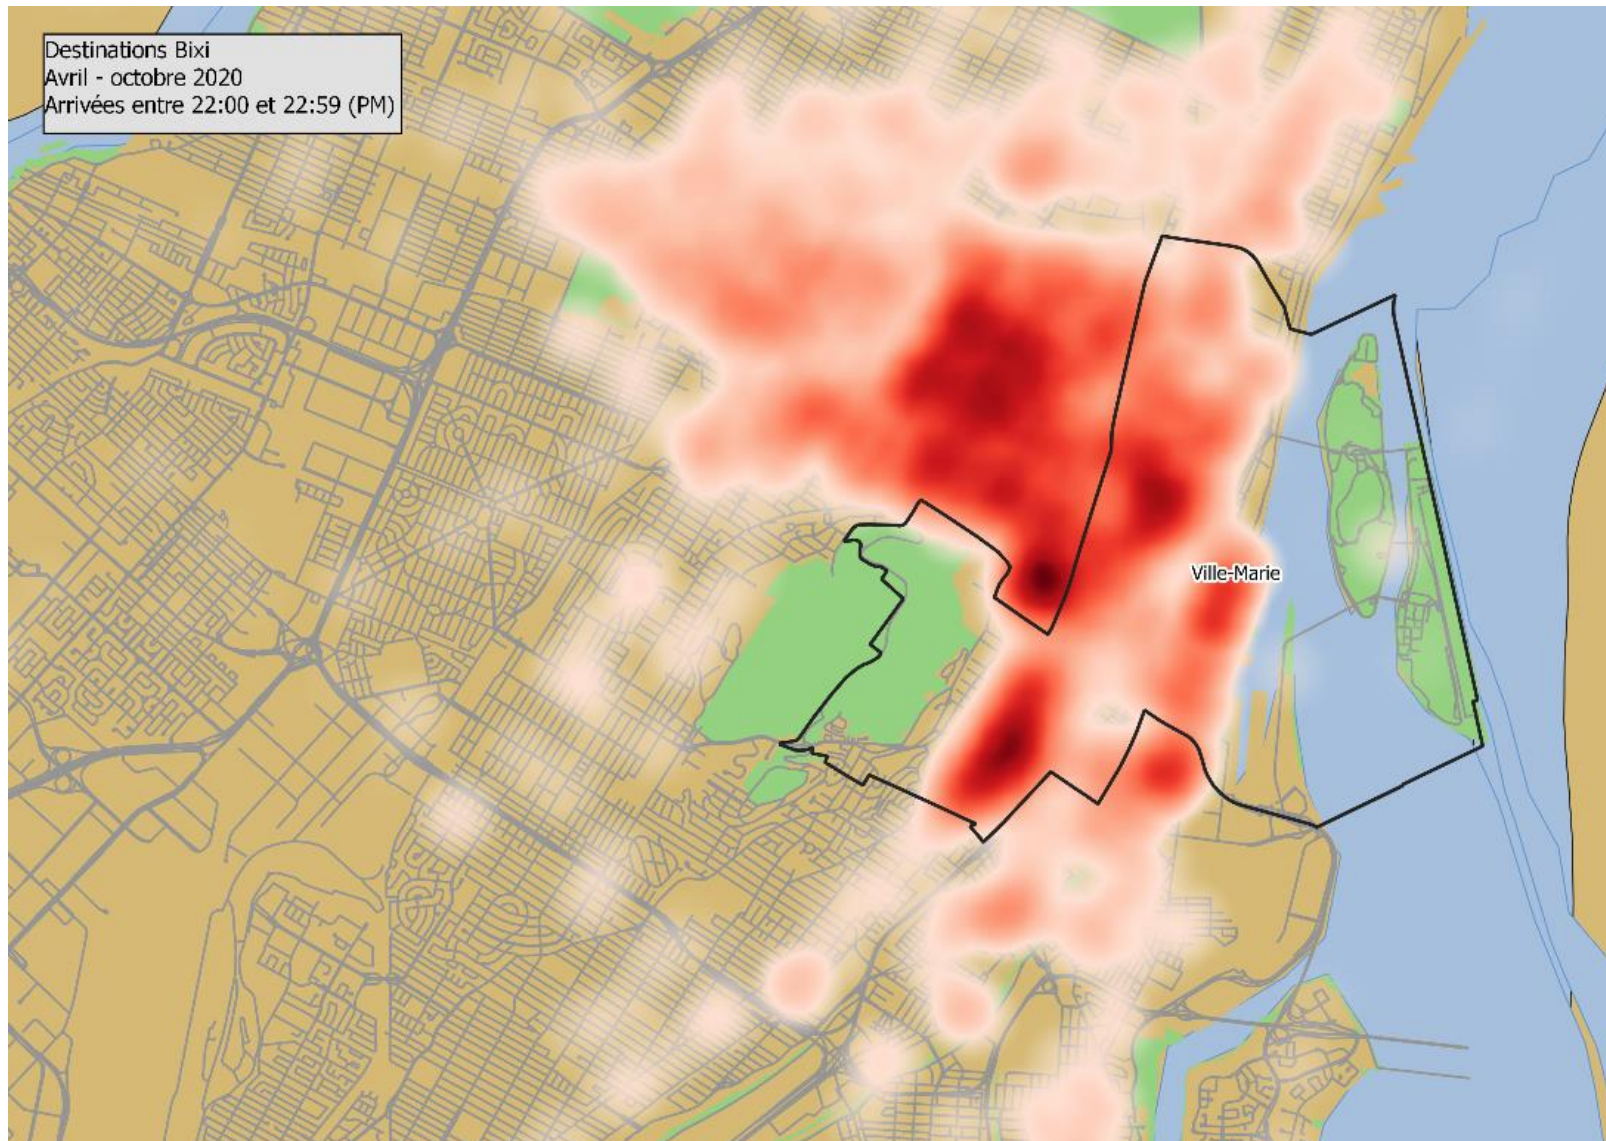 Destinations Bixi
Avril - octobre 2020
Arrivées entre 22:00 et 22:59 (PM)
Ville-Marie